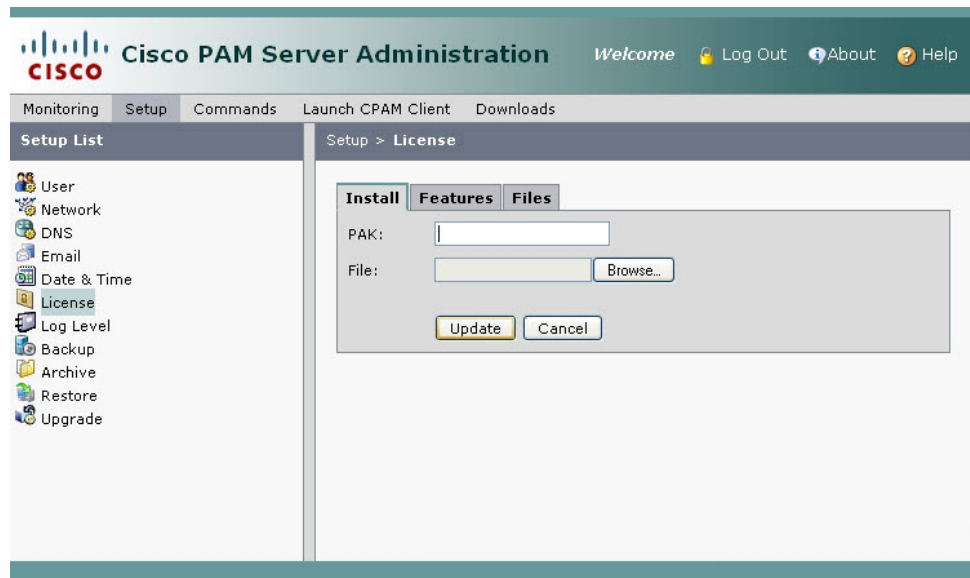 CISCO Cisco PAM Server Administration Welcome Log Out About Help
Monitoring Setup Commands Launch CPAM Client Downloads
Setup List
User
Network
DNS
Email
Date & Time
License
Log Level
Backup
Archive
Restore
Upgrade
Setup > License
Install Features Files
PAK:
File: Browse...
Update Cancel